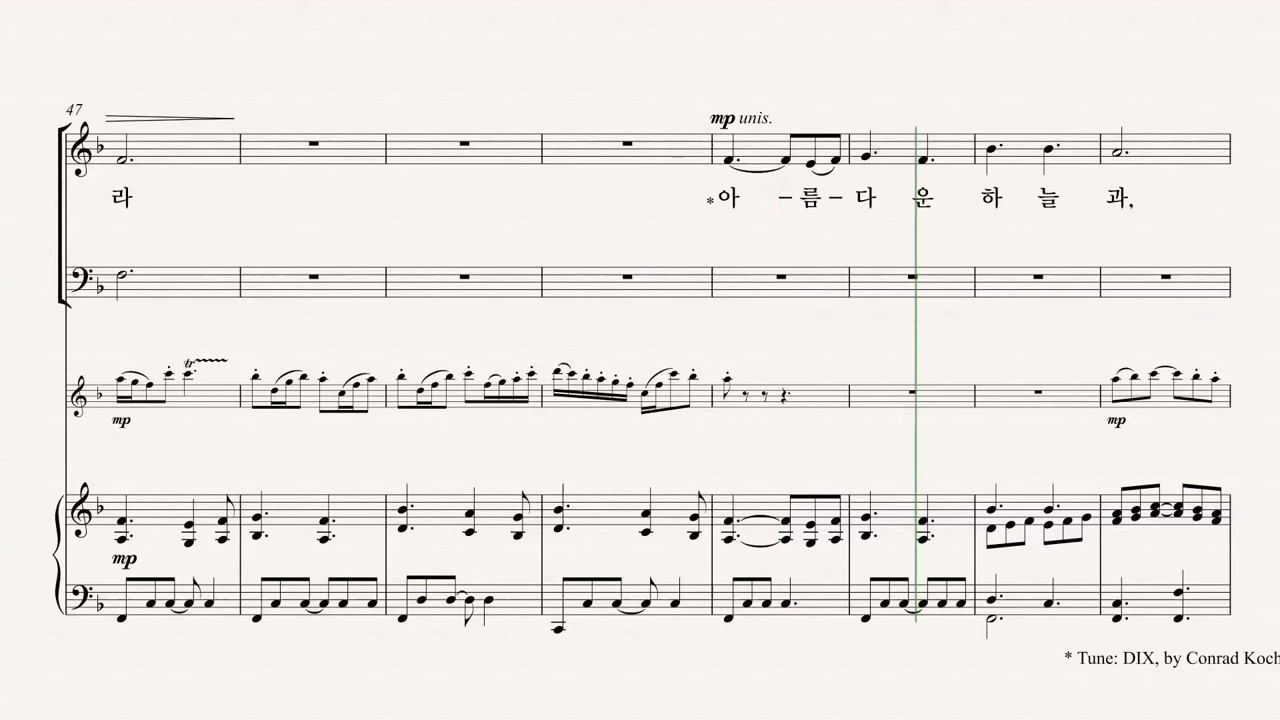 47
mp unis.
라 *아 – 름 – 다 운 하 늘 과,
tr
mp mp
mp
* Tune: DIX, by Conrad Koch